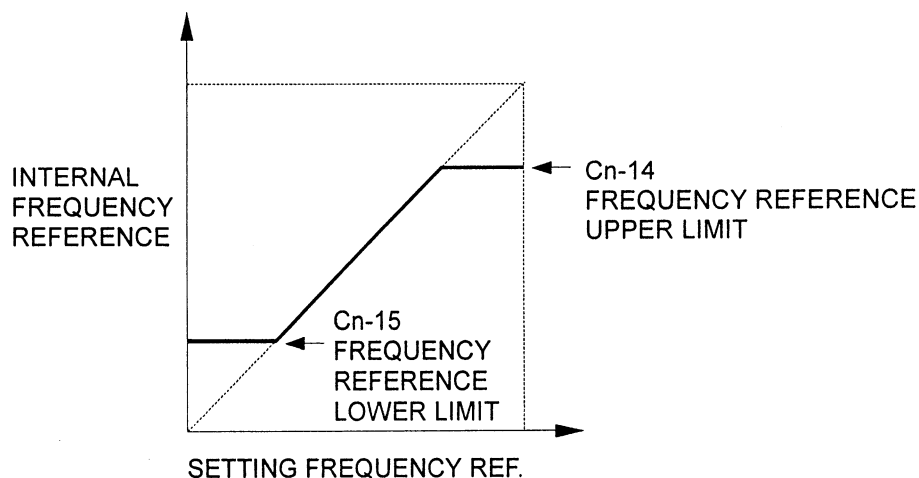 INTERNAL
FREQUENCY
REFERENCE
Cn-14
FREQUENCY REFERENCE
UPPER LIMIT
Cn-15
FREQUENCY
REFERENCE
LOWER LIMIT
SETTING FREQUENCY REF.